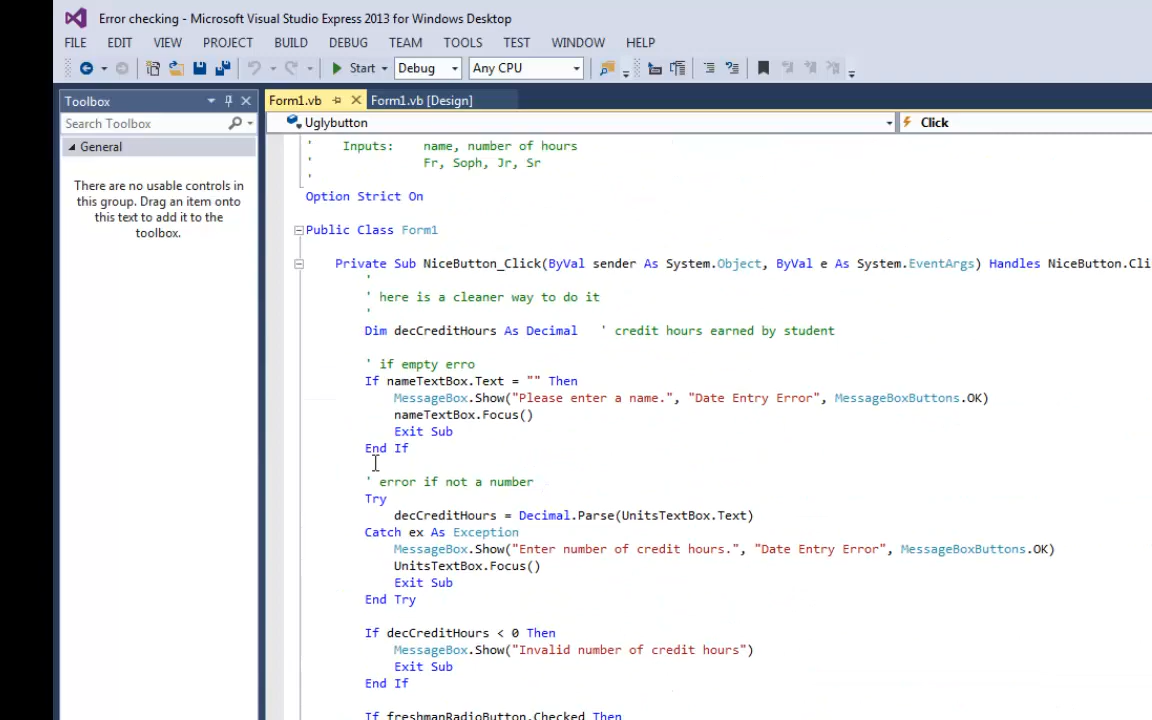 Error checking - Microsoft Visual Studio Express 2013 for Windows Desktop
FILE EDIT VIEW PROJECT BUILD DEBUG TEAM TOOLS TEST WINDOW HELP
Start Debug Any CPU
Toolbox
Form1.vb Form1.vb [Design]
Search Toolbox
Uglybutton Click
General
There are no usable controls in
this group. Drag an item onto
this text to add it to the
toolbox.
' Inputs: name, number of hours
' Fr, Soph, Jr, Sr
'
Option Strict On
Public Class Form1
Private Sub NiceButton_Click(ByVal sender As System.Object, ByVal e As System.EventArgs) Handles NiceButton.Cli
'
' here is a cleaner way to do it
'
Dim decCreditHours As Decimal ' credit hours earned by student
' if empty erro
If nameTextBox.Text = "" Then
MessageBox.Show("Please enter a name.", "Date Entry Error", MessageBoxButtons.OK)
nameTextBox.Focus()
Exit Sub
End If
' error if not a number
Try
decCreditHours = Decimal.Parse(UnitsTextBox.Text)
Catch ex As Exception
MessageBox.Show("Enter number of credit hours.", "Date Entry Error", MessageBoxButtons.OK)
UnitsTextBox.Focus()
Exit Sub
End Try
If decCreditHours < 0 Then
MessageBox.Show("Invalid number of credit hours")
Exit Sub
End If
If freshmanRadioButton.Checked Then